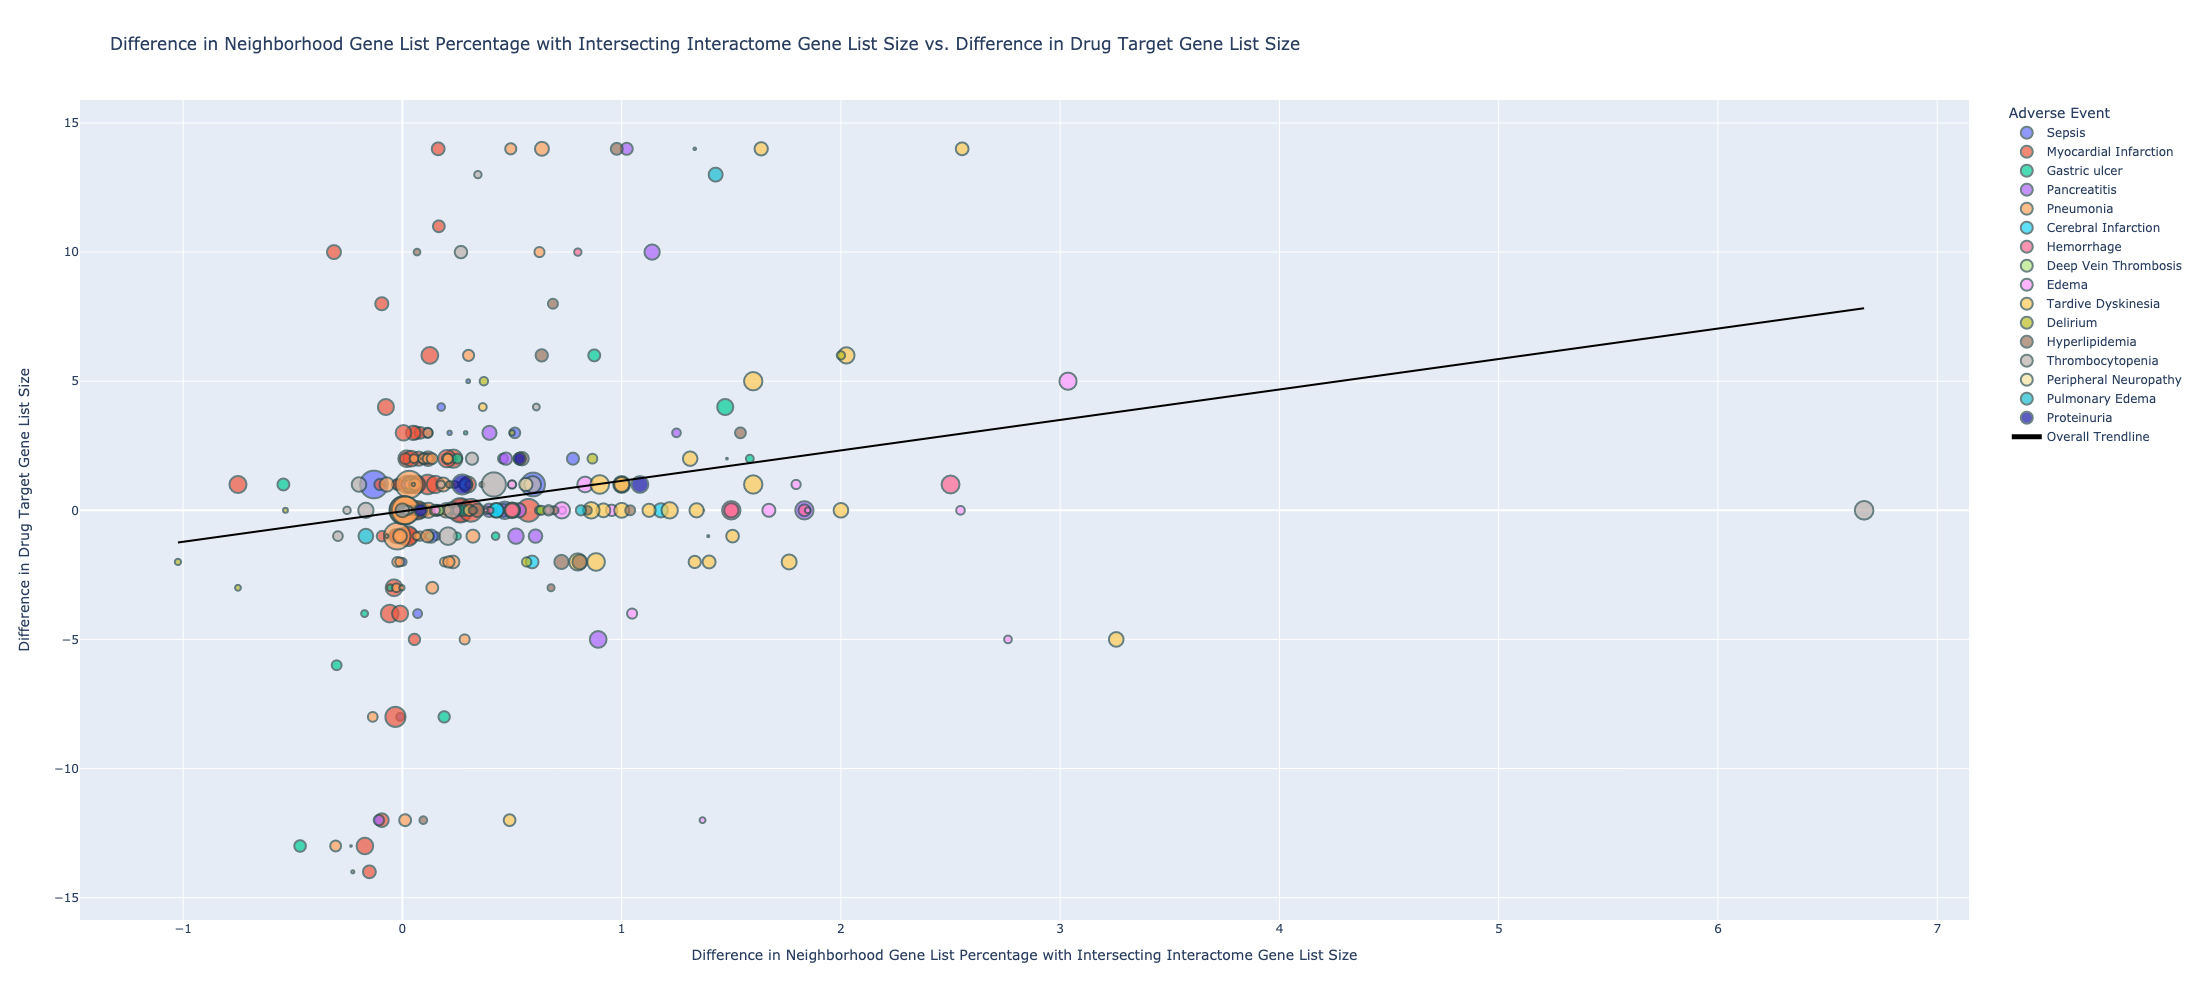 Difference in Neighborhood Gene List Percentage with Intersecting Interactome Gene List Size vs. Difference in Drug Target Gene List Size
Adverse Event
Sepsis
Myocardial Infarction
Gastric ulcer
Pancreatitis
Pneumonia
Cerebral Infarction
Hemorrhage
Deep Vein Thrombosis
Edema
Tardive Dyskinesia
Delirium
Hyperlipidemia
Thrombocytopenia
Peripheral Neuropathy
Pulmonary Edema
Proteinuria
Overall Trendline
Difference in Drug Target Gene List Size
15
10
5
0
−5
−10
−15
−1 0 1 2 3 4 5 6 7
Difference in Neighborhood Gene List Percentage with Intersecting Interactome Gene List Size